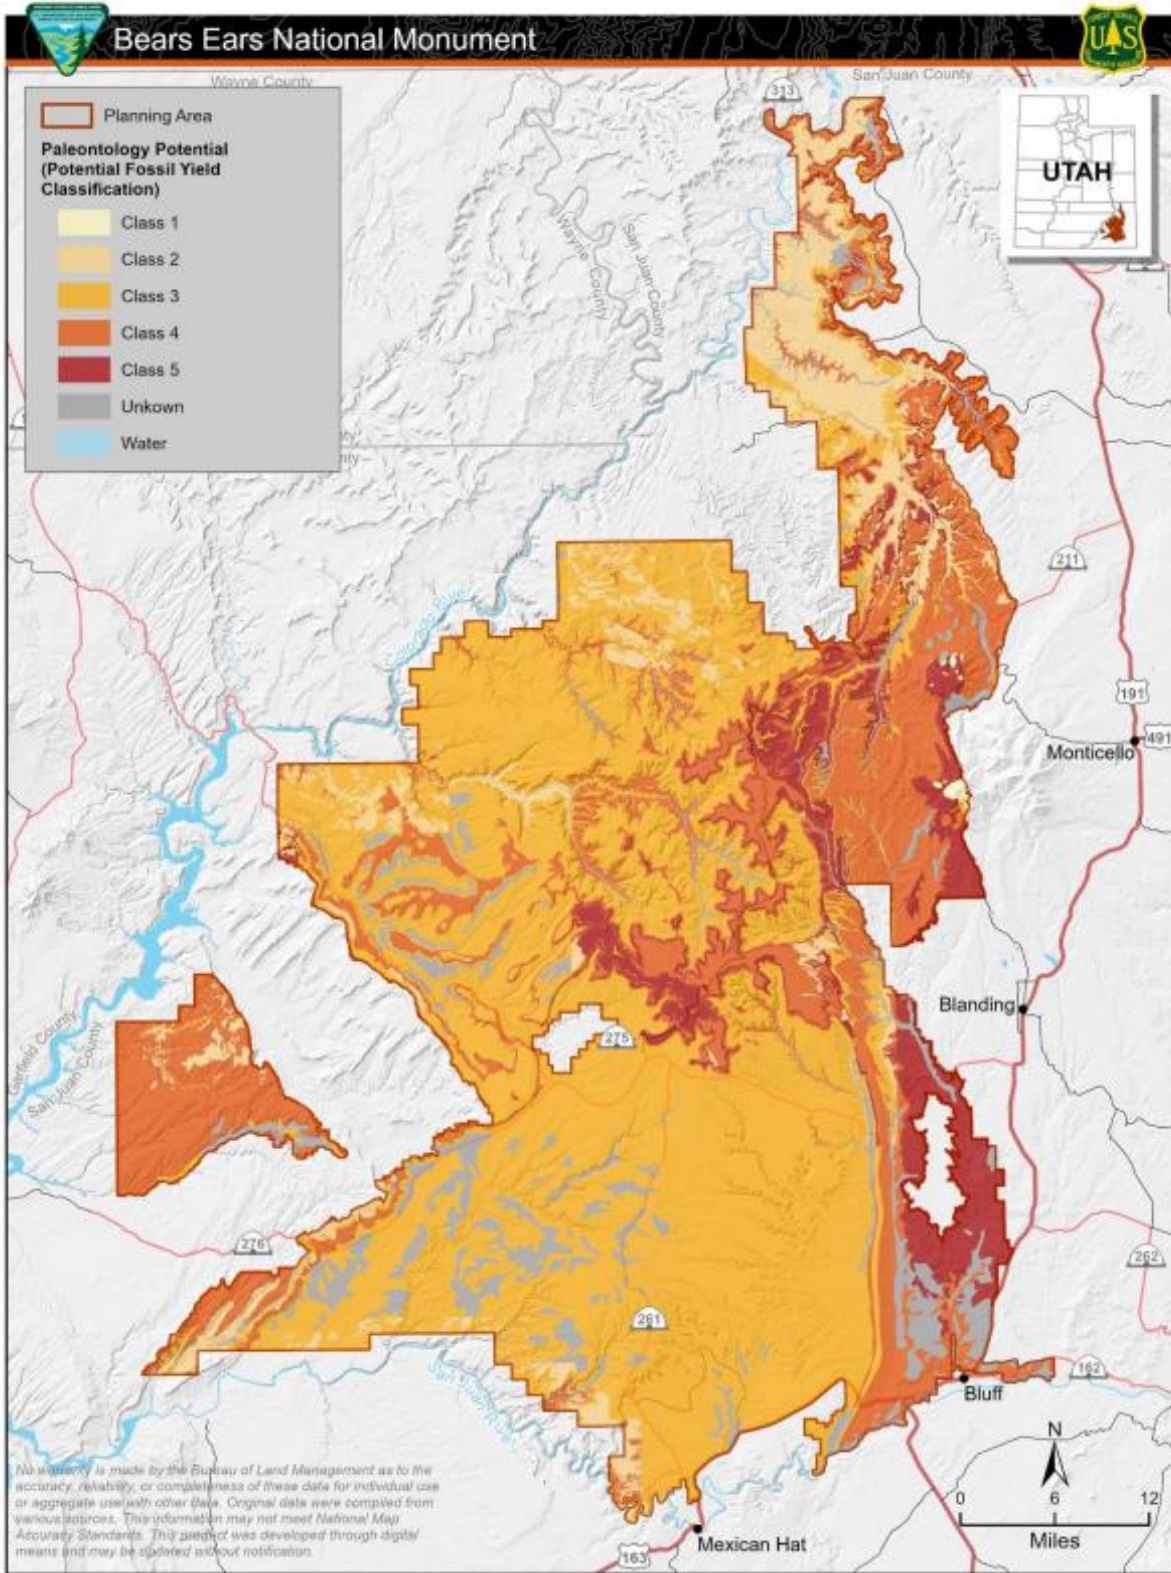 Bears Ears National Monument
FOREST SERVICE
U S
Wayne County
San Juan County
313
Planning Area
Paleontology Potential
(Potential Fossil Yield
Classification)
Class 1
Class 2
Class 3
Class 4
Class 5
Unkown
Water
UTAH
Wayne County
San Juan County
211
Colorado River
191
491
Monticello
Blanding
275
Garfield County
San Juan County
276
262
261
162
Bluff
N
0 6 12
Miles
Mexican Hat
163
No warranty is made by the Bureau of Land Management as to the
accuracy, reliability, or completeness of these data for individual use
or aggregate use with other data. Original data were compiled from
various sources. This information may not meet National Map
Accuracy Standards. This product was developed through digital
means and may be updated without notification.